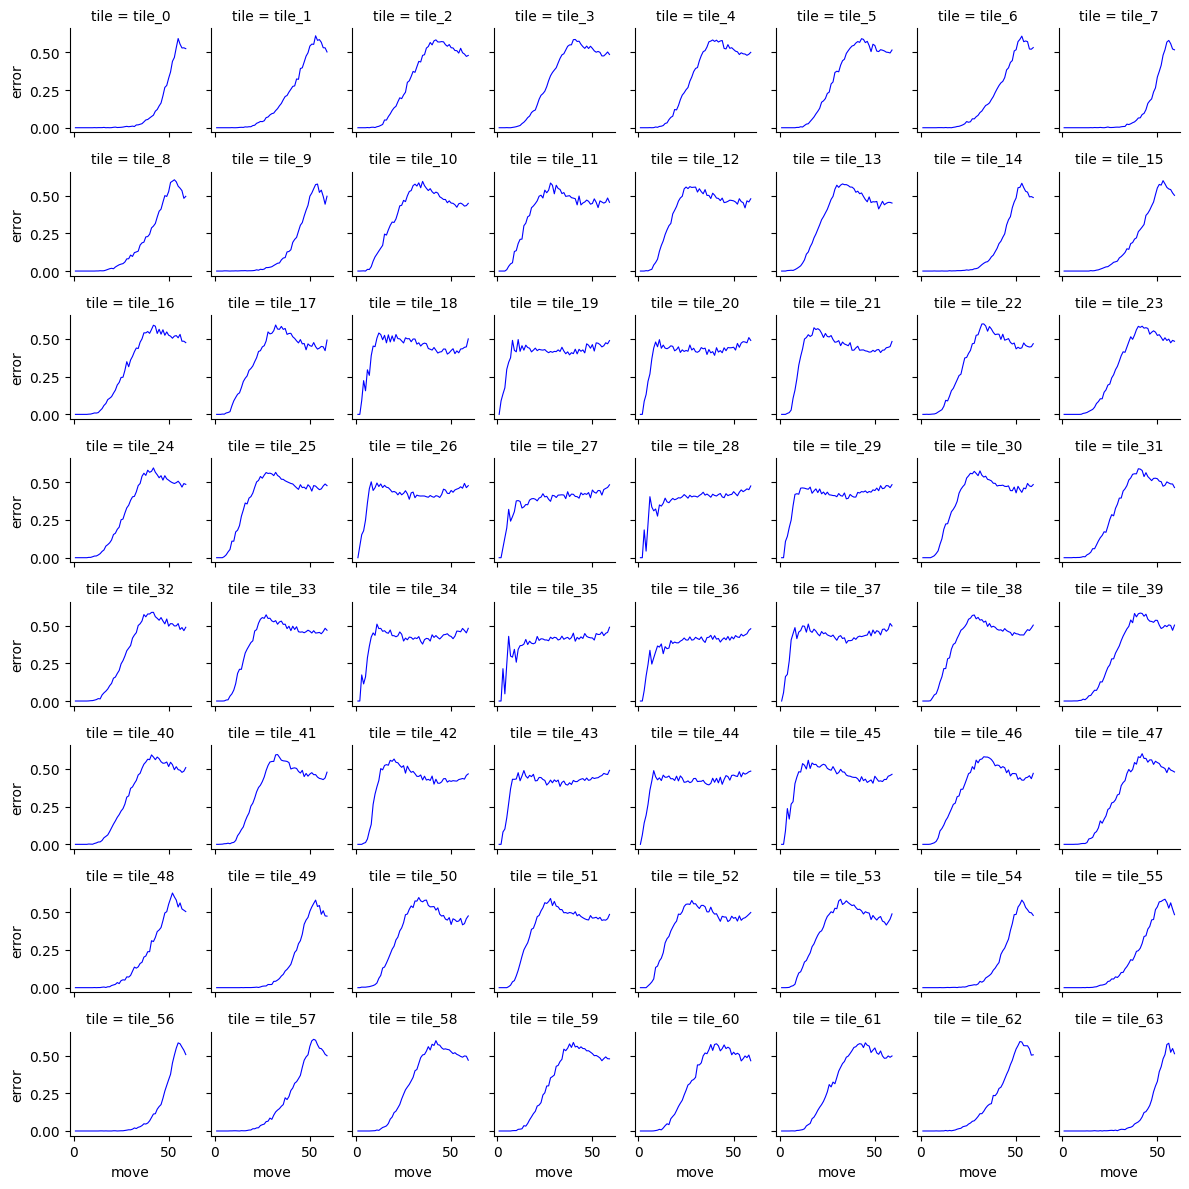 tile = tile_0 tile = tile_1 tile = tile_2 tile = tile_3 tile = tile_4 tile = tile_5 tile = tile_6 tile = tile_7
0.50
error
0.25
0.00
tile = tile_8 tile = tile_9 tile = tile_10 tile = tile_11 tile = tile_12 tile = tile_13 tile = tile_14 tile = tile_15
0.50
error
0.25
0.00
tile = tile_16 tile = tile_17 tile = tile_18 tile = tile_19 tile = tile_20 tile = tile_21 tile = tile_22 tile = tile_23
0.50
error
0.25
0.00
tile = tile_24 tile = tile_25 tile = tile_26 tile = tile_27 tile = tile_28 tile = tile_29 tile = tile_30 tile = tile_31
0.50
error
0.25
0.00
tile = tile_32 tile = tile_33 tile = tile_34 tile = tile_35 tile = tile_36 tile = tile_37 tile = tile_38 tile = tile_39
0.50
error
0.25
0.00
tile = tile_40 tile = tile_41 tile = tile_42 tile = tile_43 tile = tile_44 tile = tile_45 tile = tile_46 tile = tile_47
0.50
error
0.25
0.00
tile = tile_48 tile = tile_49 tile = tile_50 tile = tile_51 tile = tile_52 tile = tile_53 tile = tile_54 tile = tile_55
0.50
error
0.25
0.00
tile = tile_56 tile = tile_57 tile = tile_58 tile = tile_59 tile = tile_60 tile = tile_61 tile = tile_62 tile = tile_63
0.50
error
0.25
0.00
0 50 0 50 0 50 0 50 0 50 0 50 0 50 0 50
move move move move move move move move